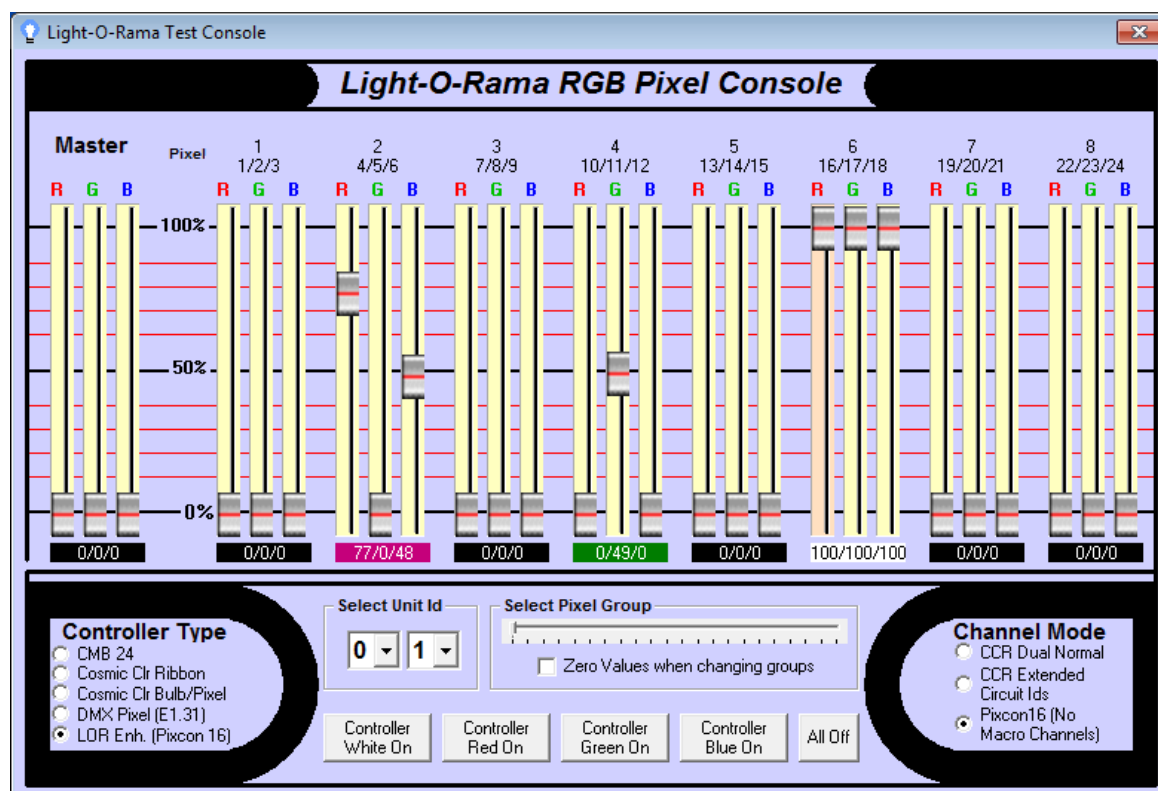 Light-O-Rama Test Console
Light-O-Rama RGB Pixel Console
Master Pixel 1 2 3 4 5 6 7 8
1/2/3 4/5/6 7/8/9 10/11/12 13/14/15 16/17/18 19/20/21 22/23/24
R G B R G B R G B R G B R G B R G B R G B R G B R G B
100%
50%
0%
0/0/0 0/0/0 77/0/48 0/0/0 0/49/0 0/0/0 100/100/100 0/0/0 0/0/0
Controller Type
CMB 24
Cosmic Clr Ribbon
Cosmic Clr Bulb/Pixel
DMX Pixel (E1.31)
LOR Enh. (Pixcon 16)
Select Unit Id
0 1
Select Pixel Group
Zero Values when changing groups
Controller White On
Controller Red On
Controller Green On
Controller Blue On
All Off
Channel Mode
CCR Dual Normal
CCR Extended
Circuit Ids
Pixcon16 (No
Macro Channels)